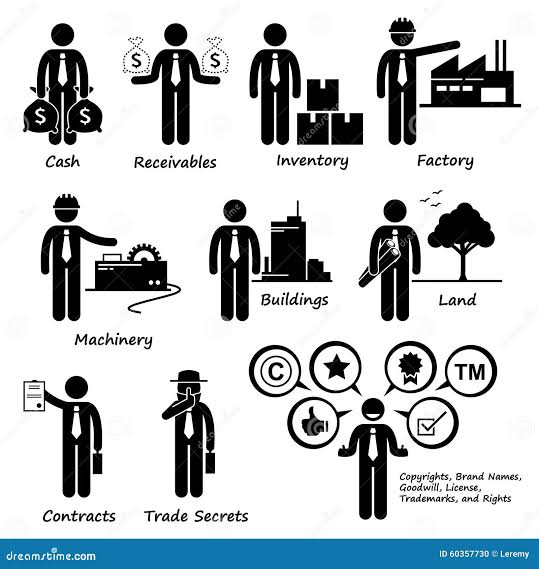 $ $
$ $
Cash
Receivables
Inventory
Factory
Buildings
Land
Machinery
© TM
Contracts
Trade Secrets
Copyrights, Brand Names,
Goodwill, License,
Trademarks, and Rights
dreamstime.com
ID 60357730 © Leremy